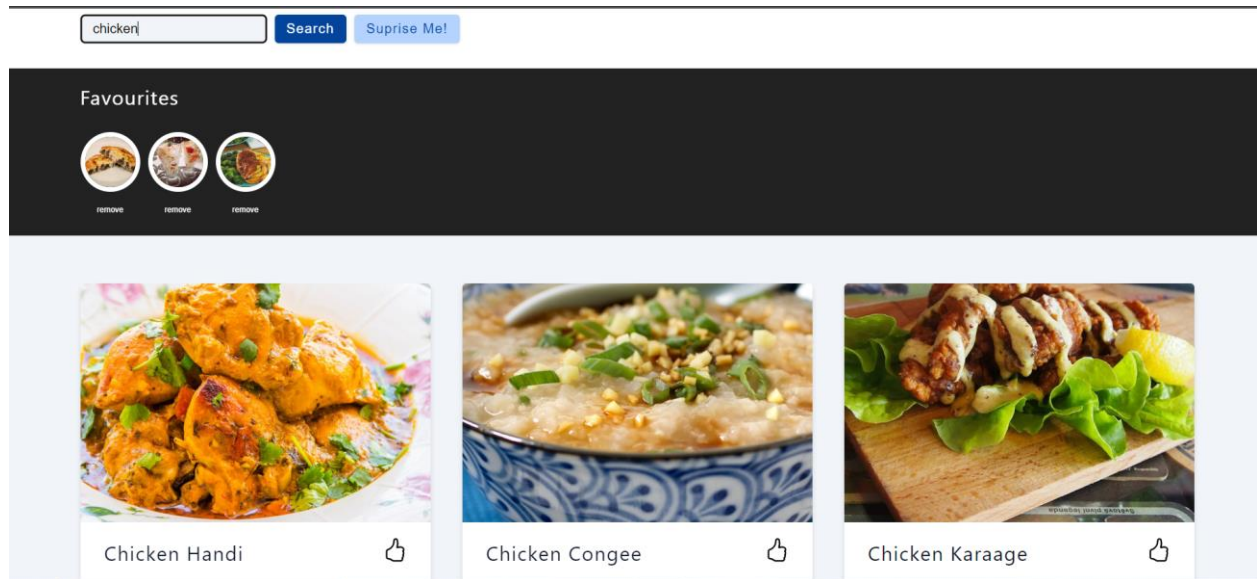 chicken
Search
Suprise Me!
Favourites
remove remove remove
Chicken Handi
Chicken Congee
Chicken Karaage